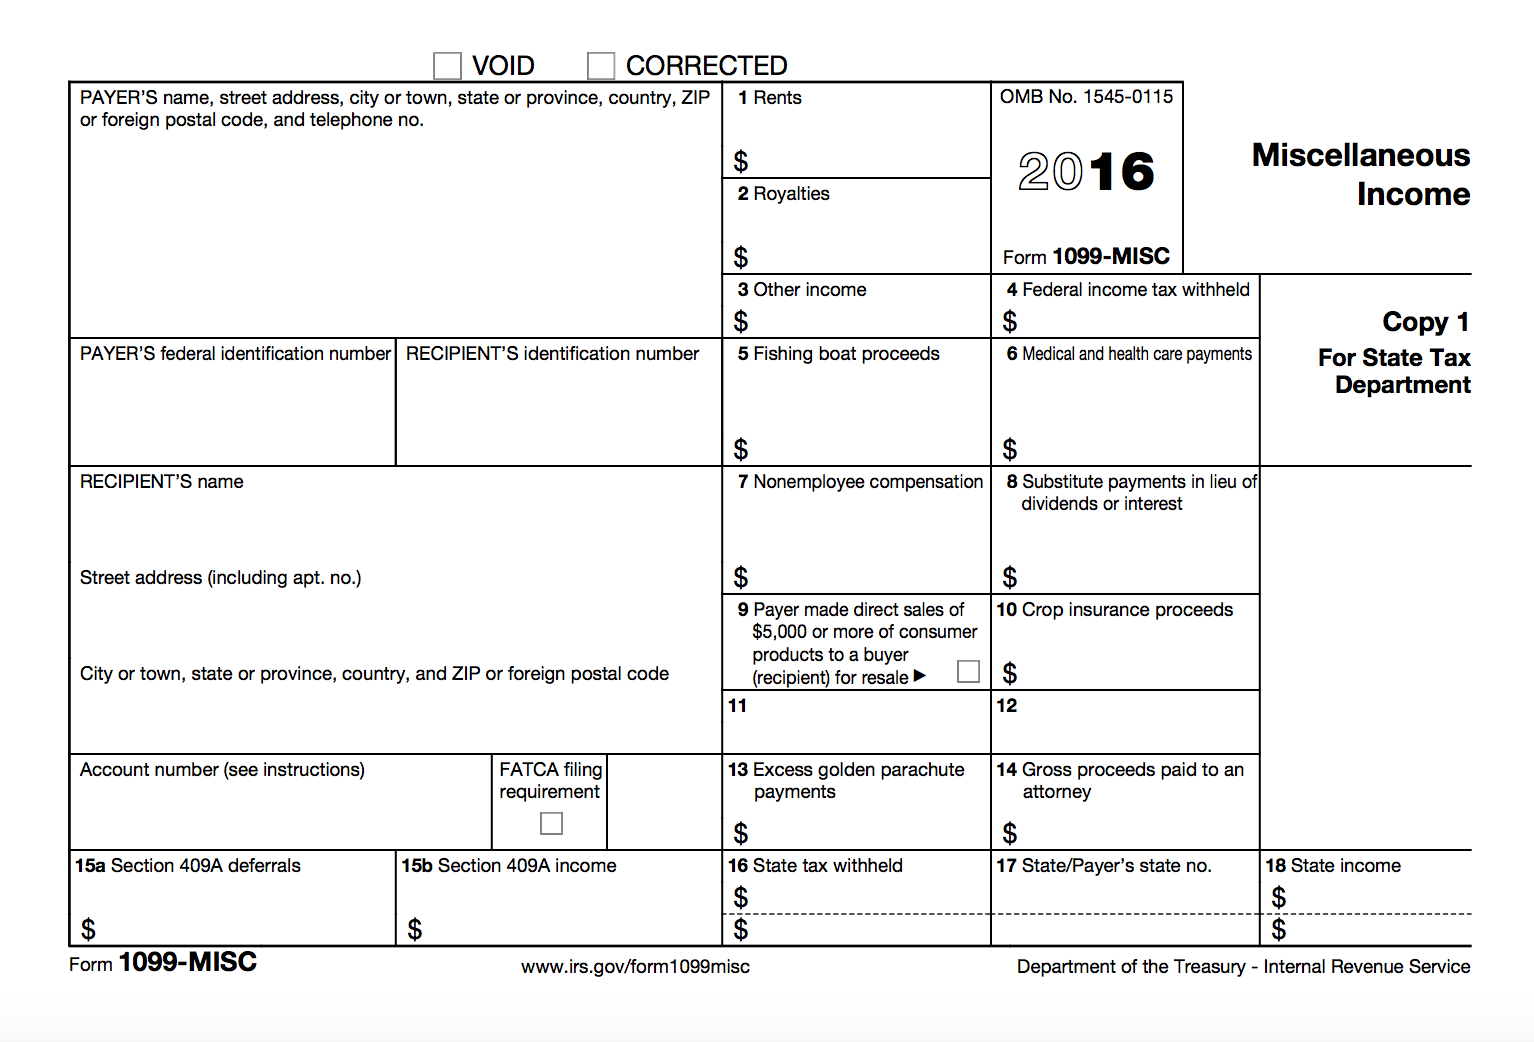 VOID CORRECTED
PAYER'S name, street address, city or town, state or province, country, ZIP
or foreign postal code, and telephone no.
1 Rents
$
2 Royalties
$
OMB No. 1545-0115
2016
Form 1099-MISC
Miscellaneous
Income
3 Other income
$
4 Federal income tax withheld
$
Copy 1
For State Tax
Department
PAYER'S federal identification number
RECIPIENT'S identification number
5 Fishing boat proceeds
$
6 Medical and health care payments
$
RECIPIENT'S name
Street address (including apt. no.)
City or town, state or province, country, and ZIP or foreign postal code
7 Nonemployee compensation
$
8 Substitute payments in lieu of
dividends or interest
$
9 Payer made direct sales of
$5,000 or more of consumer
products to a buyer
(recipient) for resale ▶
10 Crop insurance proceeds
$
11
12
Account number (see instructions)
FATCA filing
requirement
13 Excess golden parachute
payments
$
14 Gross proceeds paid to an
attorney
$
15a Section 409A deferrals
$
15b Section 409A income
$
16 State tax withheld
$
$
17 State/Payer's state no.
18 State income
$
$
Form 1099-MISC
www.irs.gov/form1099misc
Department of the Treasury - Internal Revenue Service